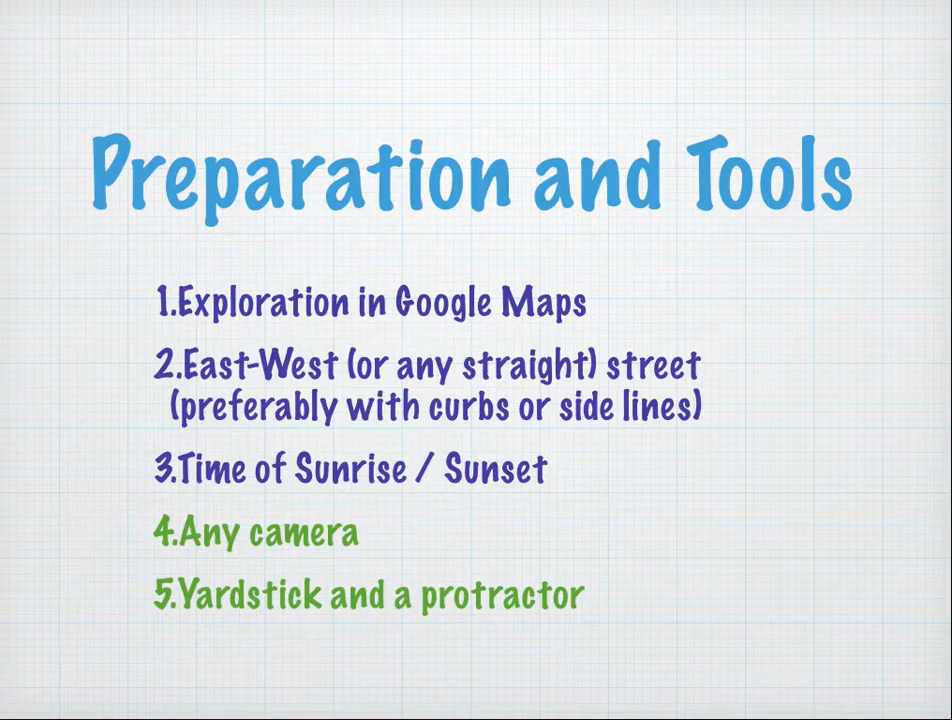 Preparation and Tools
1.Exploration in Google Maps
2.East-West (or any straight) street
(preferably with curbs or side lines)
3.Time of Sunrise / Sunset
4.Any camera
5.Yardstick and a protractor